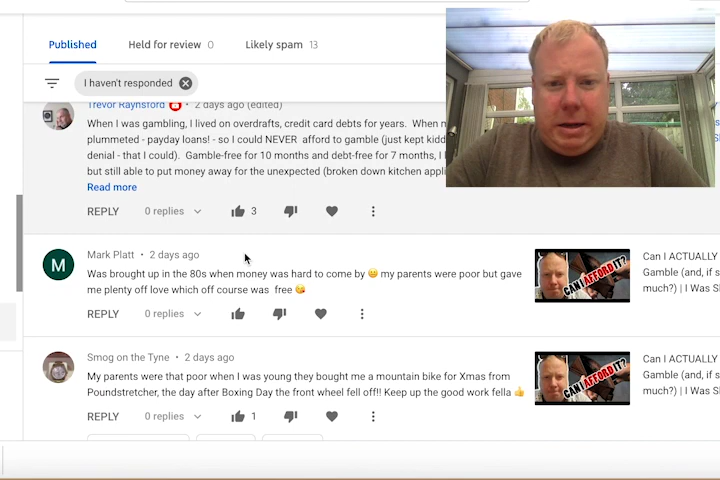 Published
Held for review 0
Likely spam 13
I haven't responded
Trevor Raynsford • 2 days ago (edited)
When I was gambling, I lived on overdrafts, credit card debts for years. When
plummeted - payday loans! - so I could NEVER afford to gamble (just kept kidd
denial - that I could). Gamble-free for 10 months and debt-free for 7 months, I
but still able to put money away for the unexpected (broken down kitchen appli
Read more
REPLY 0 replies 3
M
Mark Platt • 2 days ago
Was brought up in the 80s when money was hard to come by 🙂 my parents were poor but gave
me plenty off love which off course was free 😘
REPLY 0 replies
CAN I AFFORD IT?
Can I ACTUALLY
Gamble (and, if s
much?) | I Was S
Smog on the Tyne • 2 days ago
My parents were that poor when I was young they bought me a mountain bike for Xmas from
Poundstretcher, the day after Boxing Day the front wheel fell off!! Keep up the good work fella 👍
REPLY 0 replies 1
CAN I AFFORD IT?
Can I ACTUALLY
Gamble (and, if s
much?) | I Was S